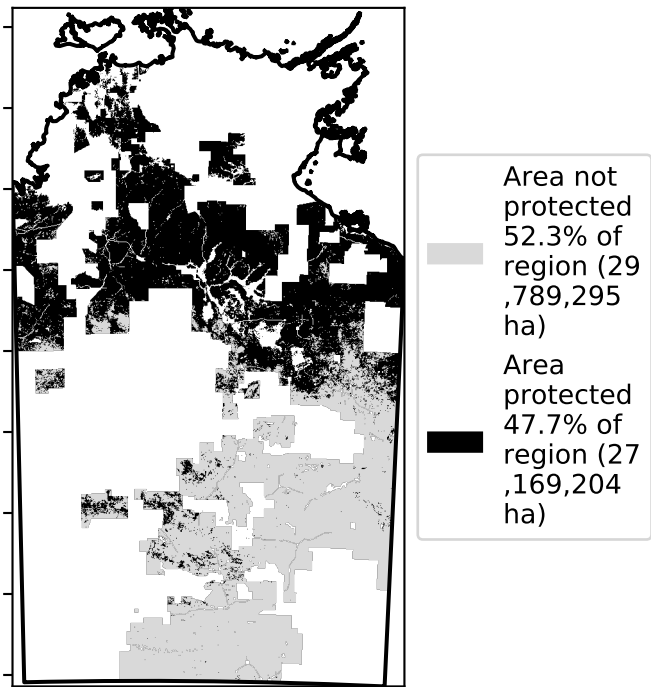 Area not
protected
52.3% of
region (29
,789,295
ha)
Area
protected
47.7% of
region (27
,169,204
ha)